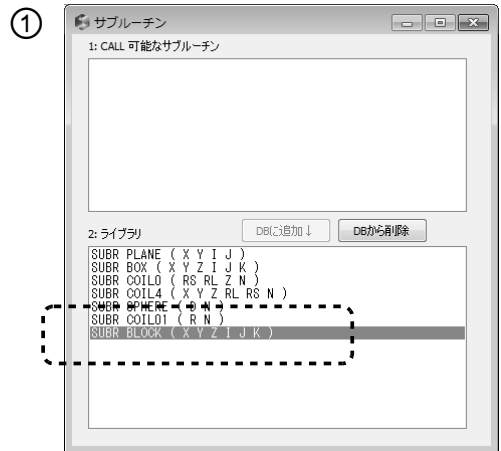 ①
サブルーチン
1: CALL 可能なサブルーチン
2: ライブラリ
DBに追加↓
DBから削除
SUBR PLANE ( X Y I J )
SUBR BOX ( X Y Z I J K )
SUBR COIL0 ( RS RL Z N )
SUBR COIL4 ( X Y Z RL RS N )
SUBR SPHERE ( D N )
SUBR COIL01 ( R N )
SUBR BLOCK ( X Y Z I J K )